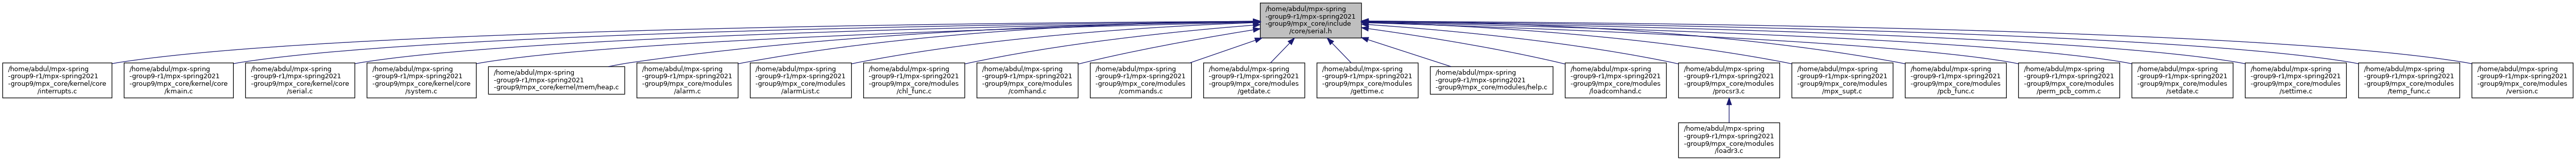 /home/abdul/mpx-spring
-group9-r1/mpx-spring2021
-group9/mpx_core/include
/core/serial.h
/home/abdul/mpx-spring
-group9-r1/mpx-spring2021
-group9/mpx_core/kernel/core
/interrupts.c
/home/abdul/mpx-spring
-group9-r1/mpx-spring2021
-group9/mpx_core/kernel/core
/kmain.c
/home/abdul/mpx-spring
-group9-r1/mpx-spring2021
-group9/mpx_core/kernel/core
/serial.c
/home/abdul/mpx-spring
-group9-r1/mpx-spring2021
-group9/mpx_core/kernel/core
/system.c
/home/abdul/mpx-spring
-group9-r1/mpx-spring2021
-group9/mpx_core/kernel/mem/heap.c
/home/abdul/mpx-spring
-group9-r1/mpx-spring2021
-group9/mpx_core/modules
/alarm.c
/home/abdul/mpx-spring
-group9-r1/mpx-spring2021
-group9/mpx_core/modules
/alarmList.c
/home/abdul/mpx-spring
-group9-r1/mpx-spring2021
-group9/mpx_core/modules
/chl_func.c
/home/abdul/mpx-spring
-group9-r1/mpx-spring2021
-group9/mpx_core/modules
/comhand.c
/home/abdul/mpx-spring
-group9-r1/mpx-spring2021
-group9/mpx_core/modules
/commands.c
/home/abdul/mpx-spring
-group9-r1/mpx-spring2021
-group9/mpx_core/modules
/getdate.c
/home/abdul/mpx-spring
-group9-r1/mpx-spring2021
-group9/mpx_core/modules
/gettime.c
/home/abdul/mpx-spring
-group9-r1/mpx-spring2021
-group9/mpx_core/modules/help.c
/home/abdul/mpx-spring
-group9-r1/mpx-spring2021
-group9/mpx_core/modules
/loadcomhand.c
/home/abdul/mpx-spring
-group9-r1/mpx-spring2021
-group9/mpx_core/modules
/procsr3.c
/home/abdul/mpx-spring
-group9-r1/mpx-spring2021
-group9/mpx_core/modules
/mpx_supt.c
/home/abdul/mpx-spring
-group9-r1/mpx-spring2021
-group9/mpx_core/modules
/pcb_func.c
/home/abdul/mpx-spring
-group9-r1/mpx-spring2021
-group9/mpx_core/modules
/perm_pcb_comm.c
/home/abdul/mpx-spring
-group9-r1/mpx-spring2021
-group9/mpx_core/modules
/setdate.c
/home/abdul/mpx-spring
-group9-r1/mpx-spring2021
-group9/mpx_core/modules
/settime.c
/home/abdul/mpx-spring
-group9-r1/mpx-spring2021
-group9/mpx_core/modules
/temp_func.c
/home/abdul/mpx-spring
-group9-r1/mpx-spring2021
-group9/mpx_core/modules
/version.c
/home/abdul/mpx-spring
-group9-r1/mpx-spring2021
-group9/mpx_core/modules
/loadr3.c